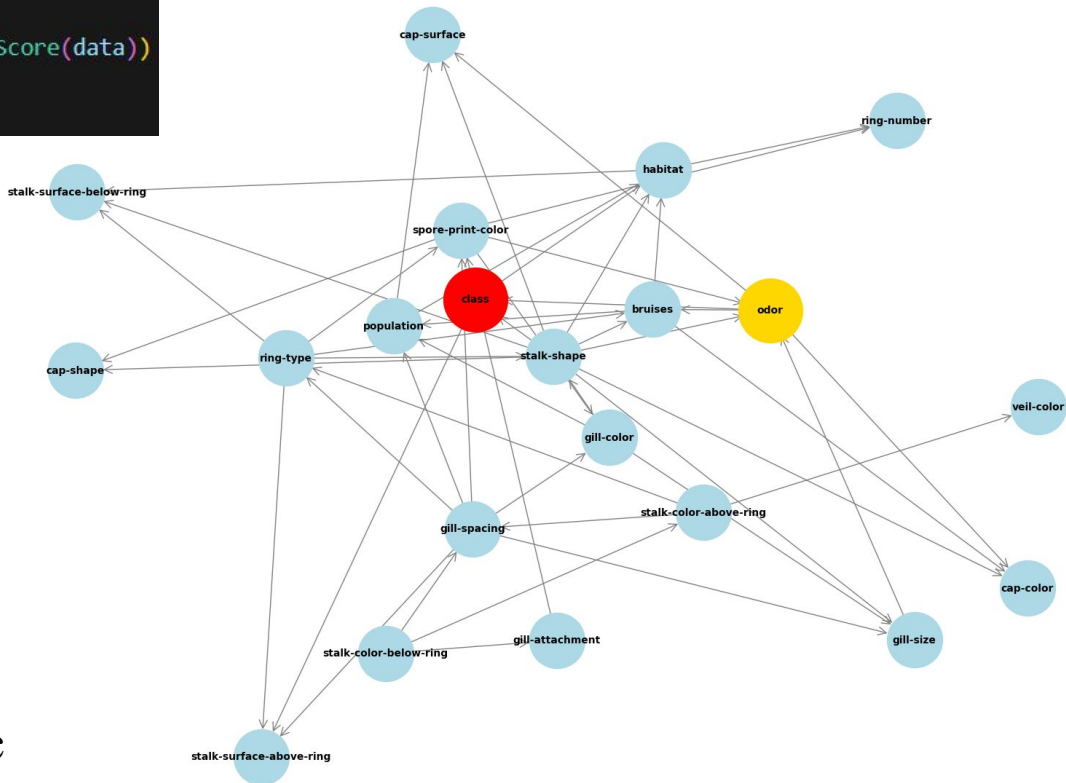 Score(data))
cap-surface
ring-number
habitat
stalk-surface-below-ring
spore-print-color
class
bruises
odor
population
stalk-shape
ring-type
cap-shape
veil-color
gill-color
stalk-color-above-ring
gill-spacing
cap-color
gill-attachment
gill-size
stalk-color-below-ring
stalk-surface-above-ring